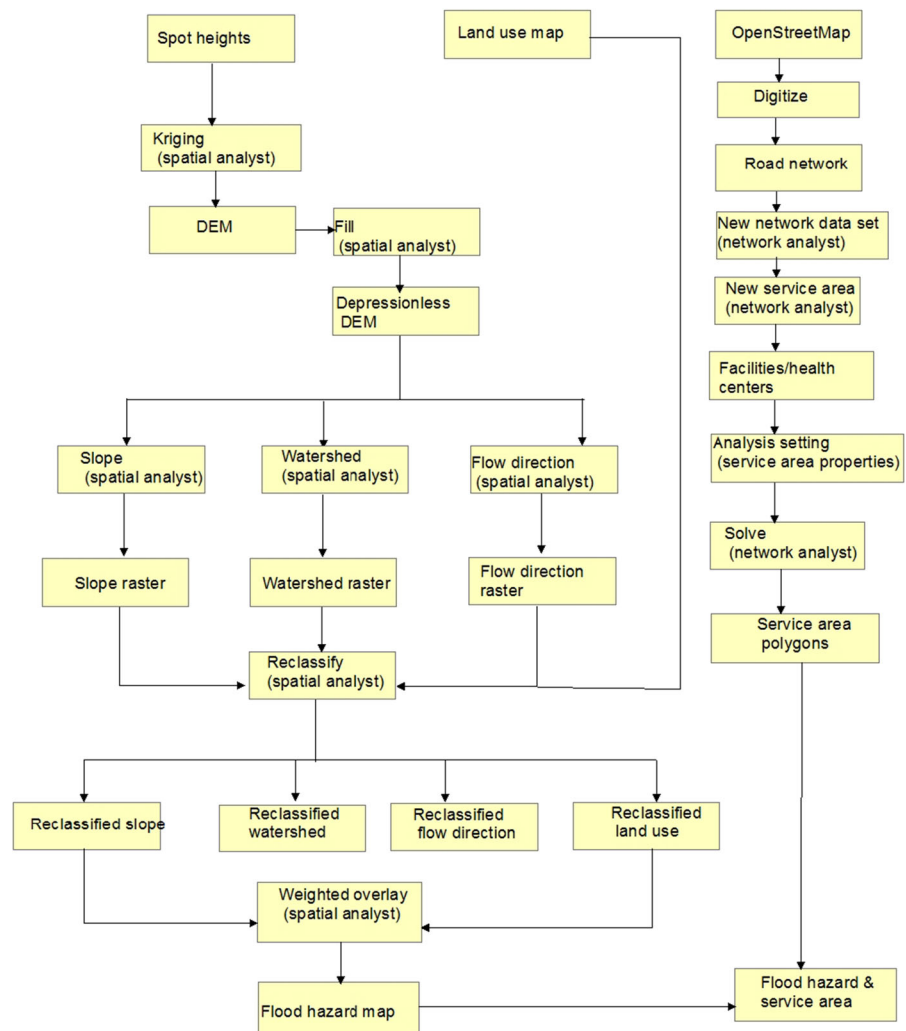 Spot heights
Land use map
OpenStreetMap
Digitize
Kriging
(spatial analyst)
Road network
DEM
Fill
(spatial analyst)
New network data set
(network analyst)
Depressionless
DEM
New service area
(network analyst)
Facilities/health
centers
Slope
(spatial analyst)
Watershed
(spatial analyst)
Flow direction
(spatial analyst)
Analysis setting
(service area properties)
Solve
(network analyst)
Slope raster
Watershed raster
Flow direction
raster
Service area
polygons
Reclassify
(spatial analyst)
Reclassified slope
Reclassified
watershed
Reclassified
flow direction
Reclassified
land use
Weighted overlay
(spatial analyst)
Flood hazard map
Flood hazard &
service area